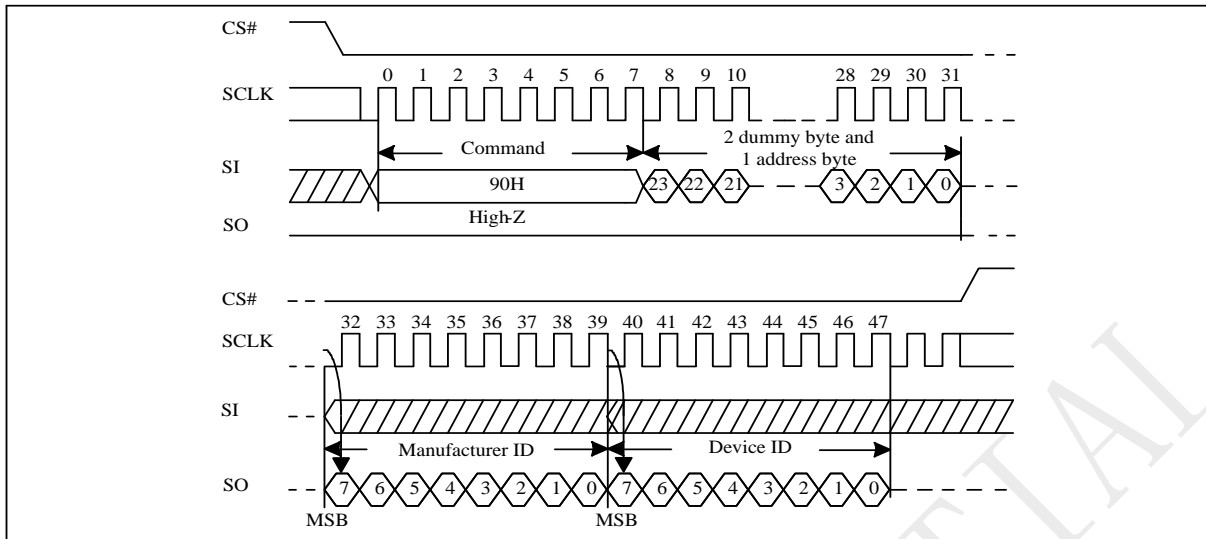 CS#
0 1 2 3 4 5 6 7 8 9 10 28 29 30 31
SCLK
Command
2 dummy byte and
1 address byte
SI
90H
23 22 21 3 2 1 0
High-Z
SO
CS#
32 33 34 35 36 37 38 39 40 41 42 43 44 45 46 47
SCLK
SI
Manufacturer ID
Device ID
SO
7 6 5 4 3 2 1 0 7 6 5 4 3 2 1 0
MSB
MSB